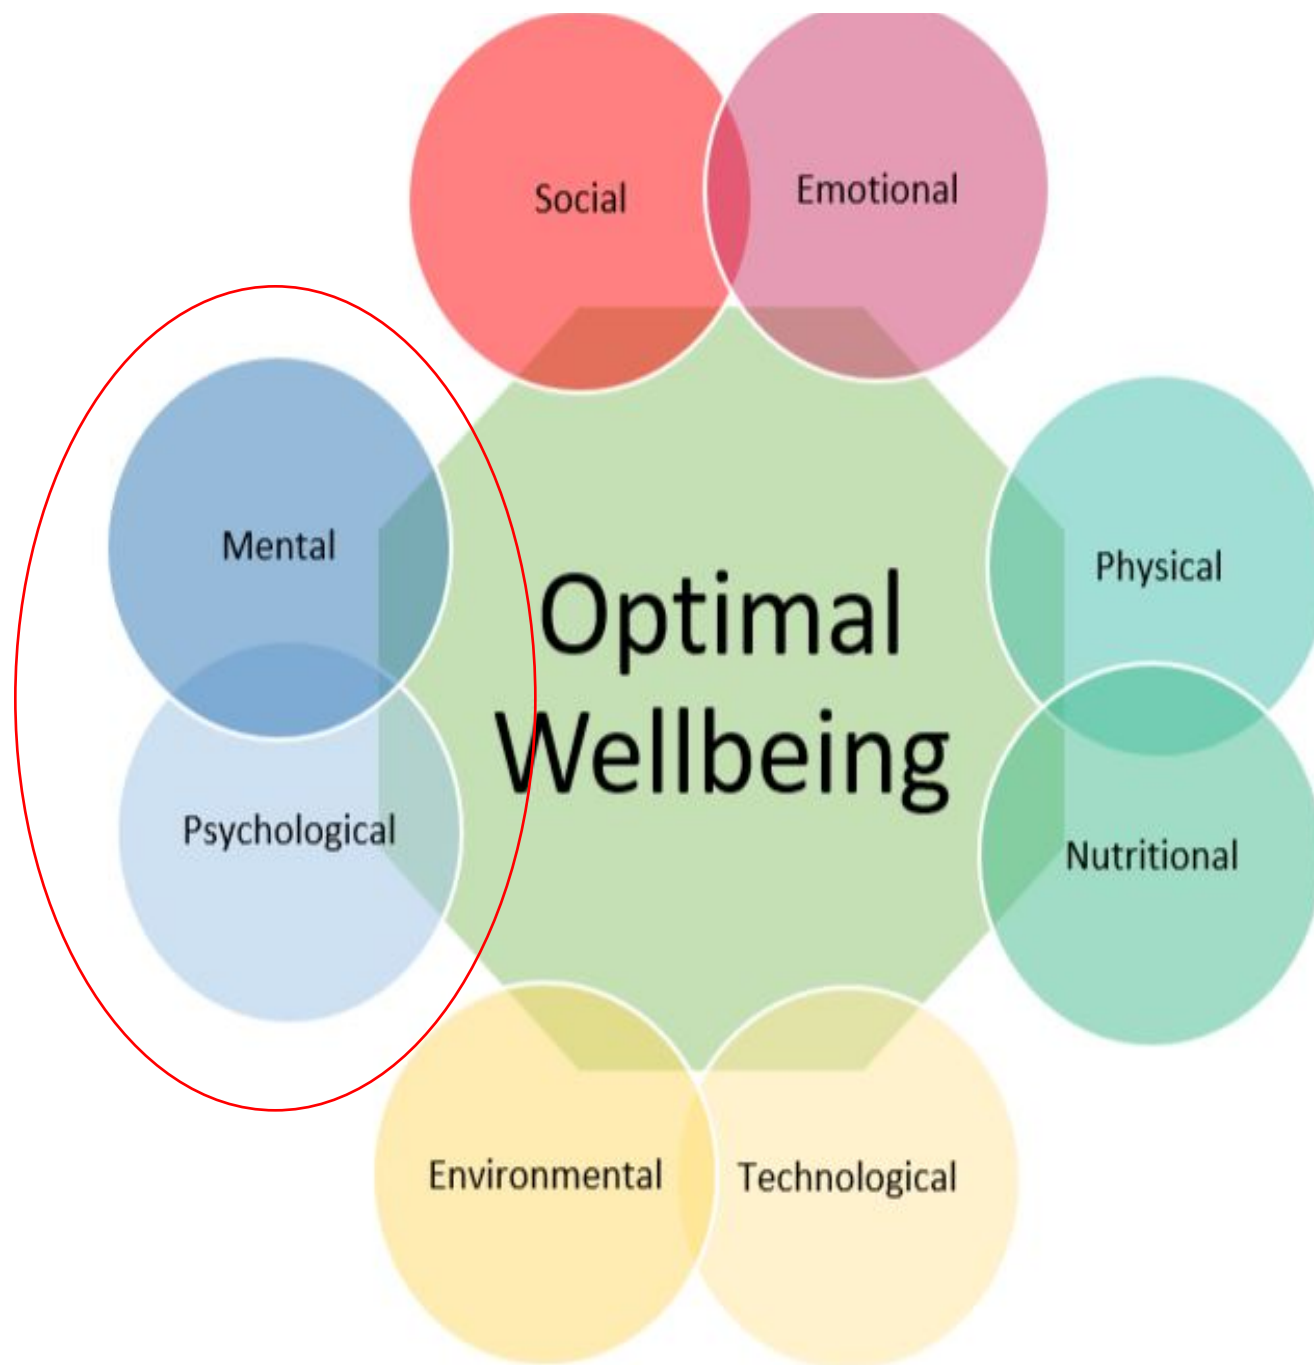 Social
Emotional
Mental
Physical
Optimal
Wellbeing
Psychological
Nutritional
Environmental
Technological